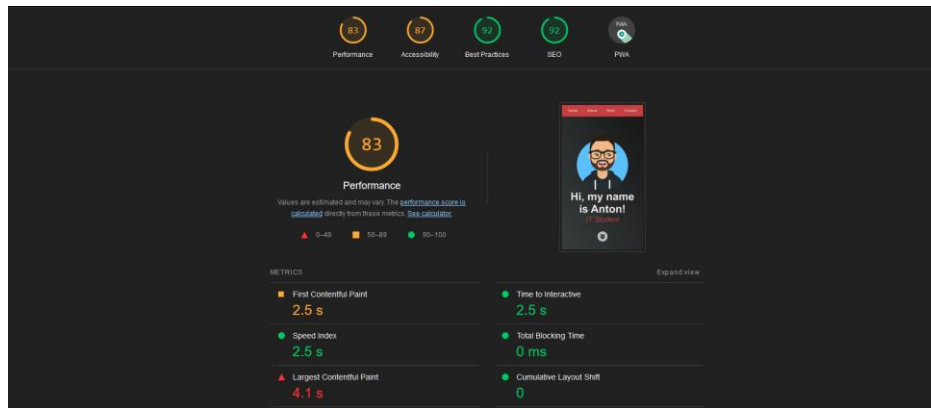 83 87 92 92
Performance Accessibility Best Practices SEO PWA
83
Performance
Values are estimated and may vary. The performance score is
calculated directly from these metrics. See calculator.
0–49 50–89 90–100
Hi, my name
is Anton!
IT Student
METRICS Expand view
First Contentful Paint
2.5 s
Time to Interactive
2.5 s
Speed Index
2.5 s
Total Blocking Time
0 ms
Largest Contentful Paint
4.1 s
Cumulative Layout Shift
0